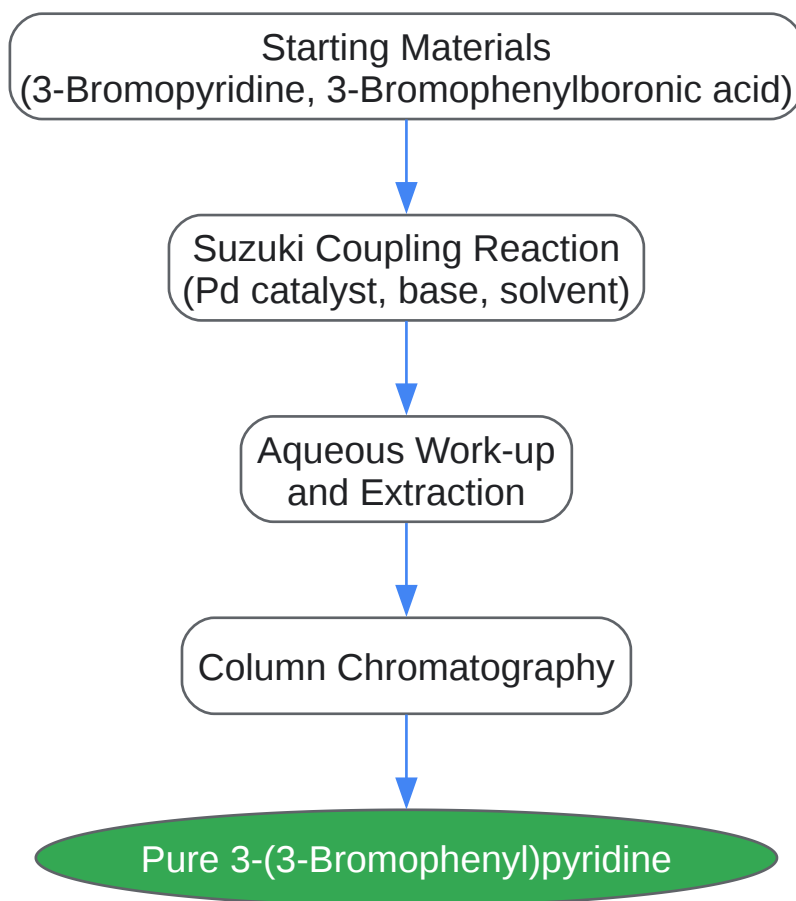 Starting Materials
(3-Bromopyridine, 3-Bromophenylboronic acid)
Suzuki Coupling Reaction
(Pd catalyst, base, solvent)
Aqueous Work-up
and Extraction
Column Chromatography
Pure 3-(3-Bromophenyl)pyridine